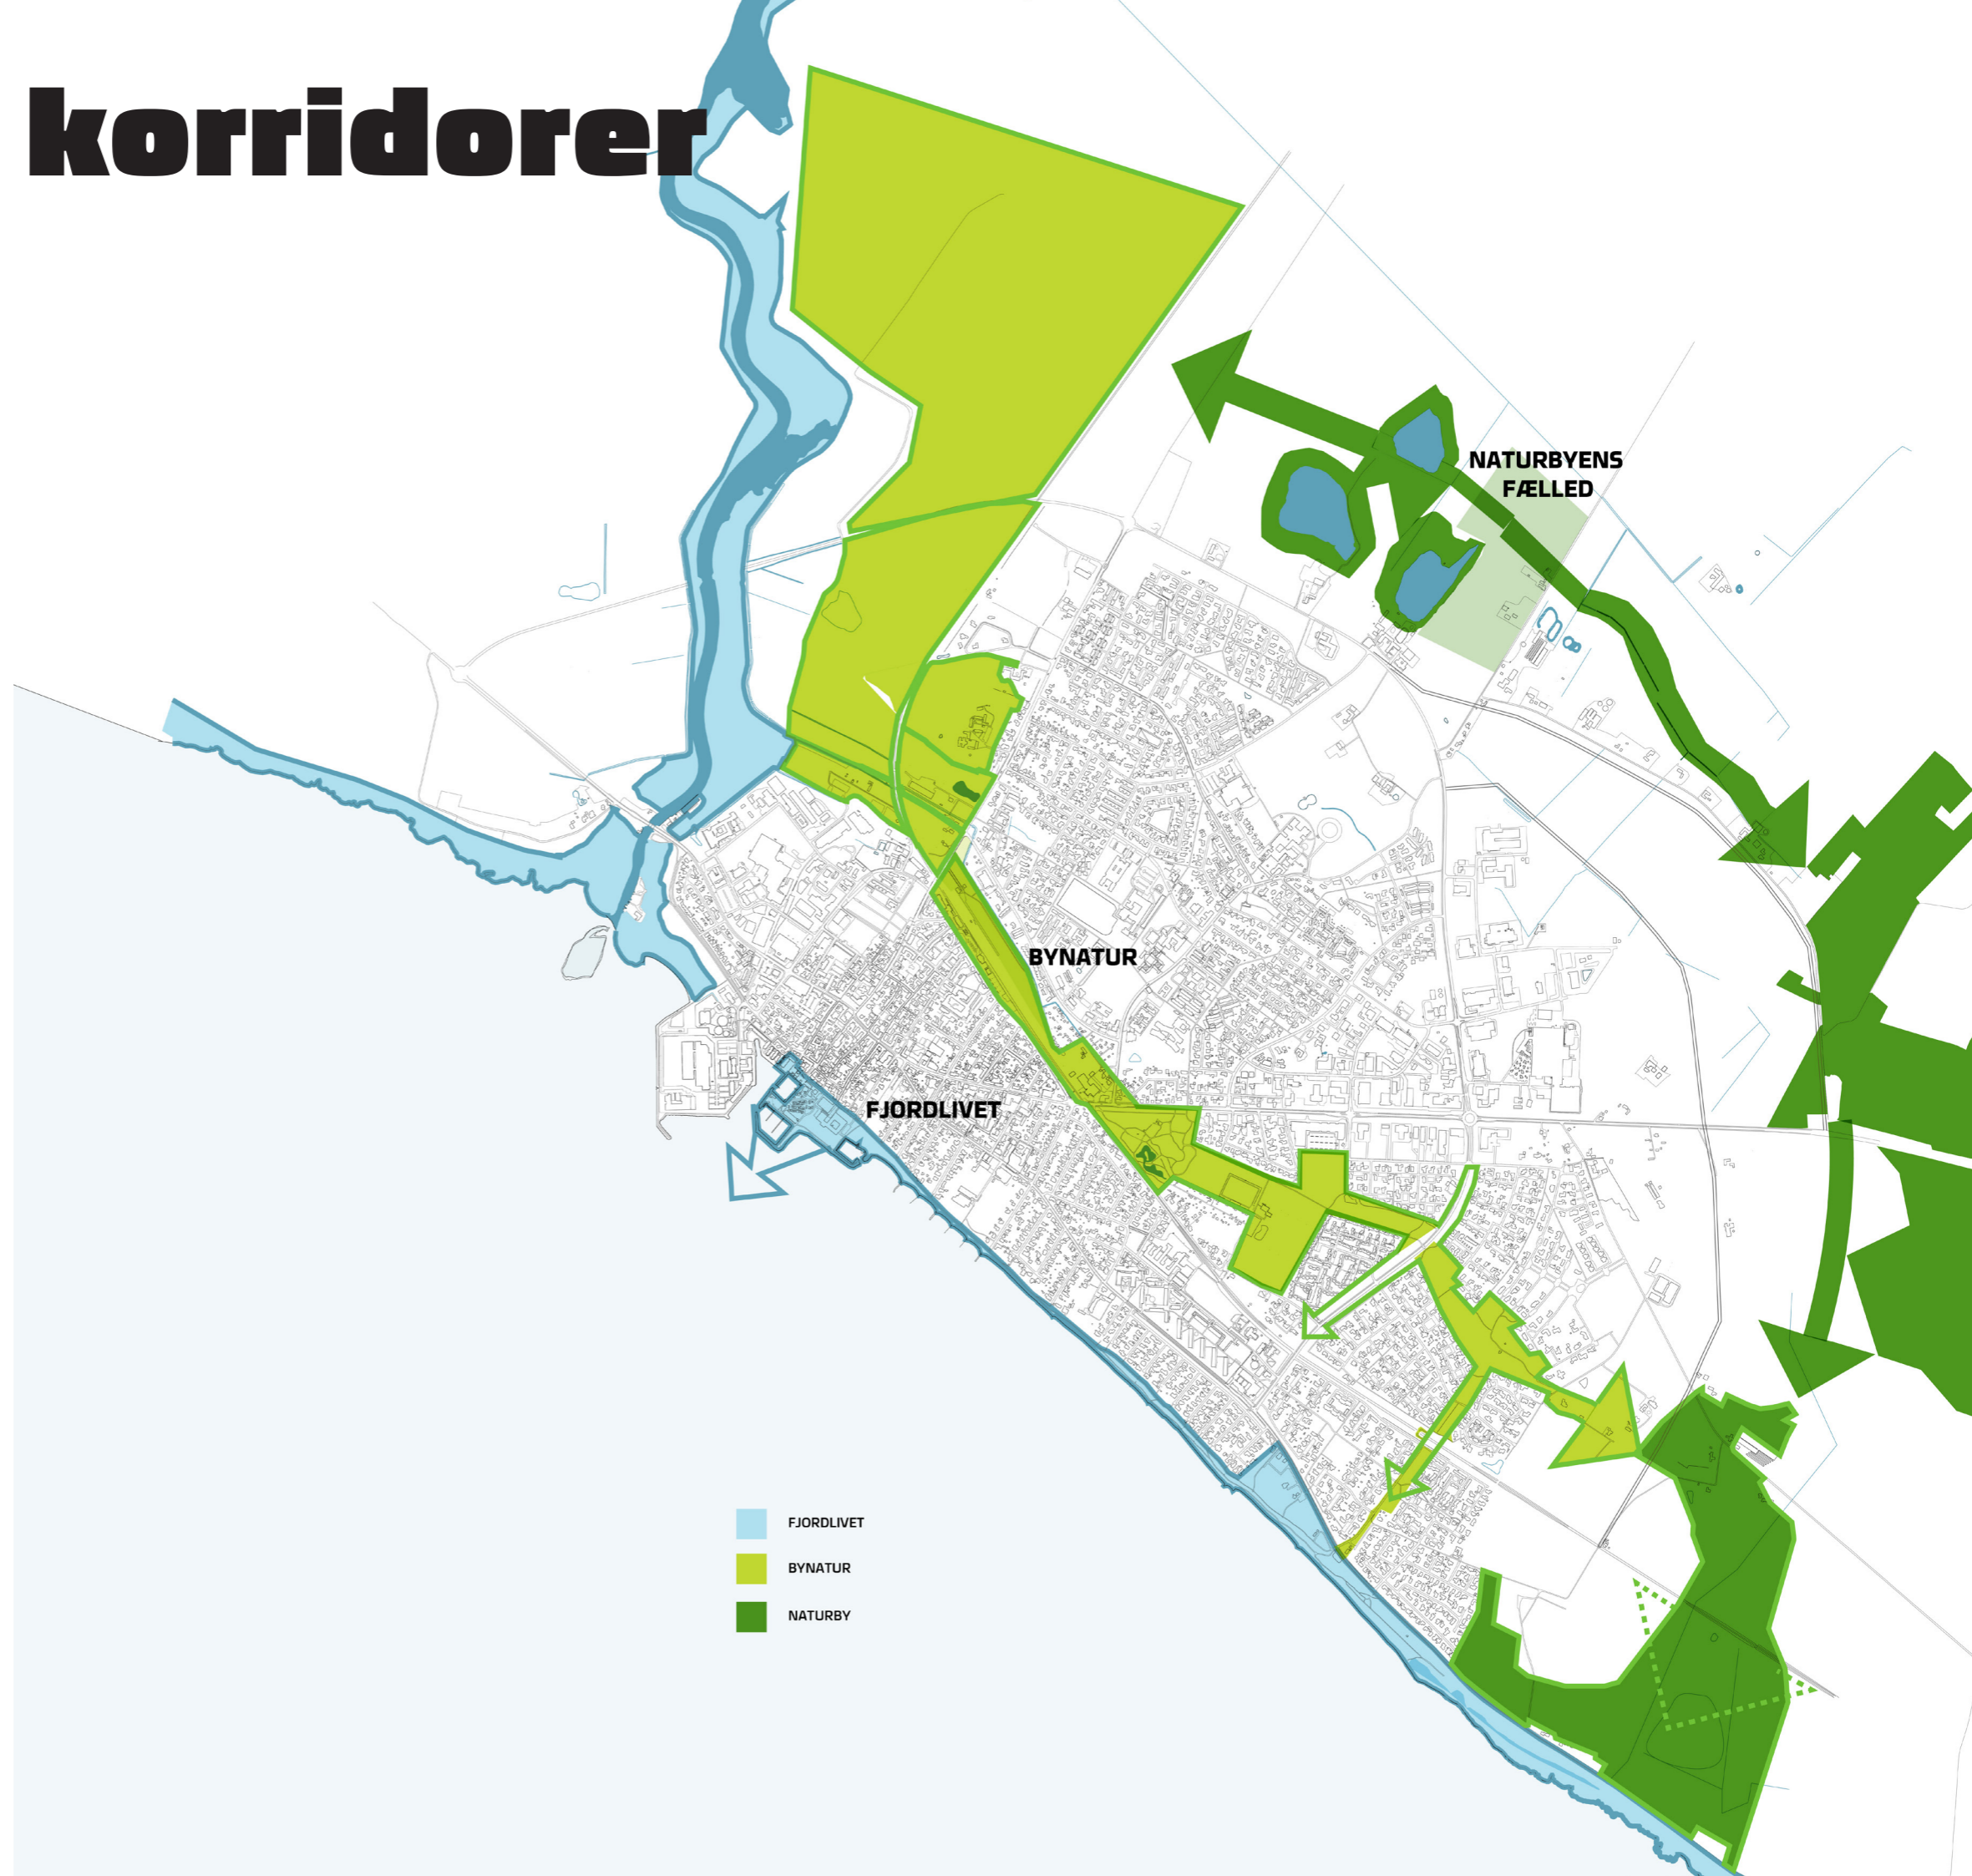 korridorer
NATURBYENS
FÆLLED
BYNATUR
FJORDLIVET
FJORDLIVET
BYNATUR
NATURBY